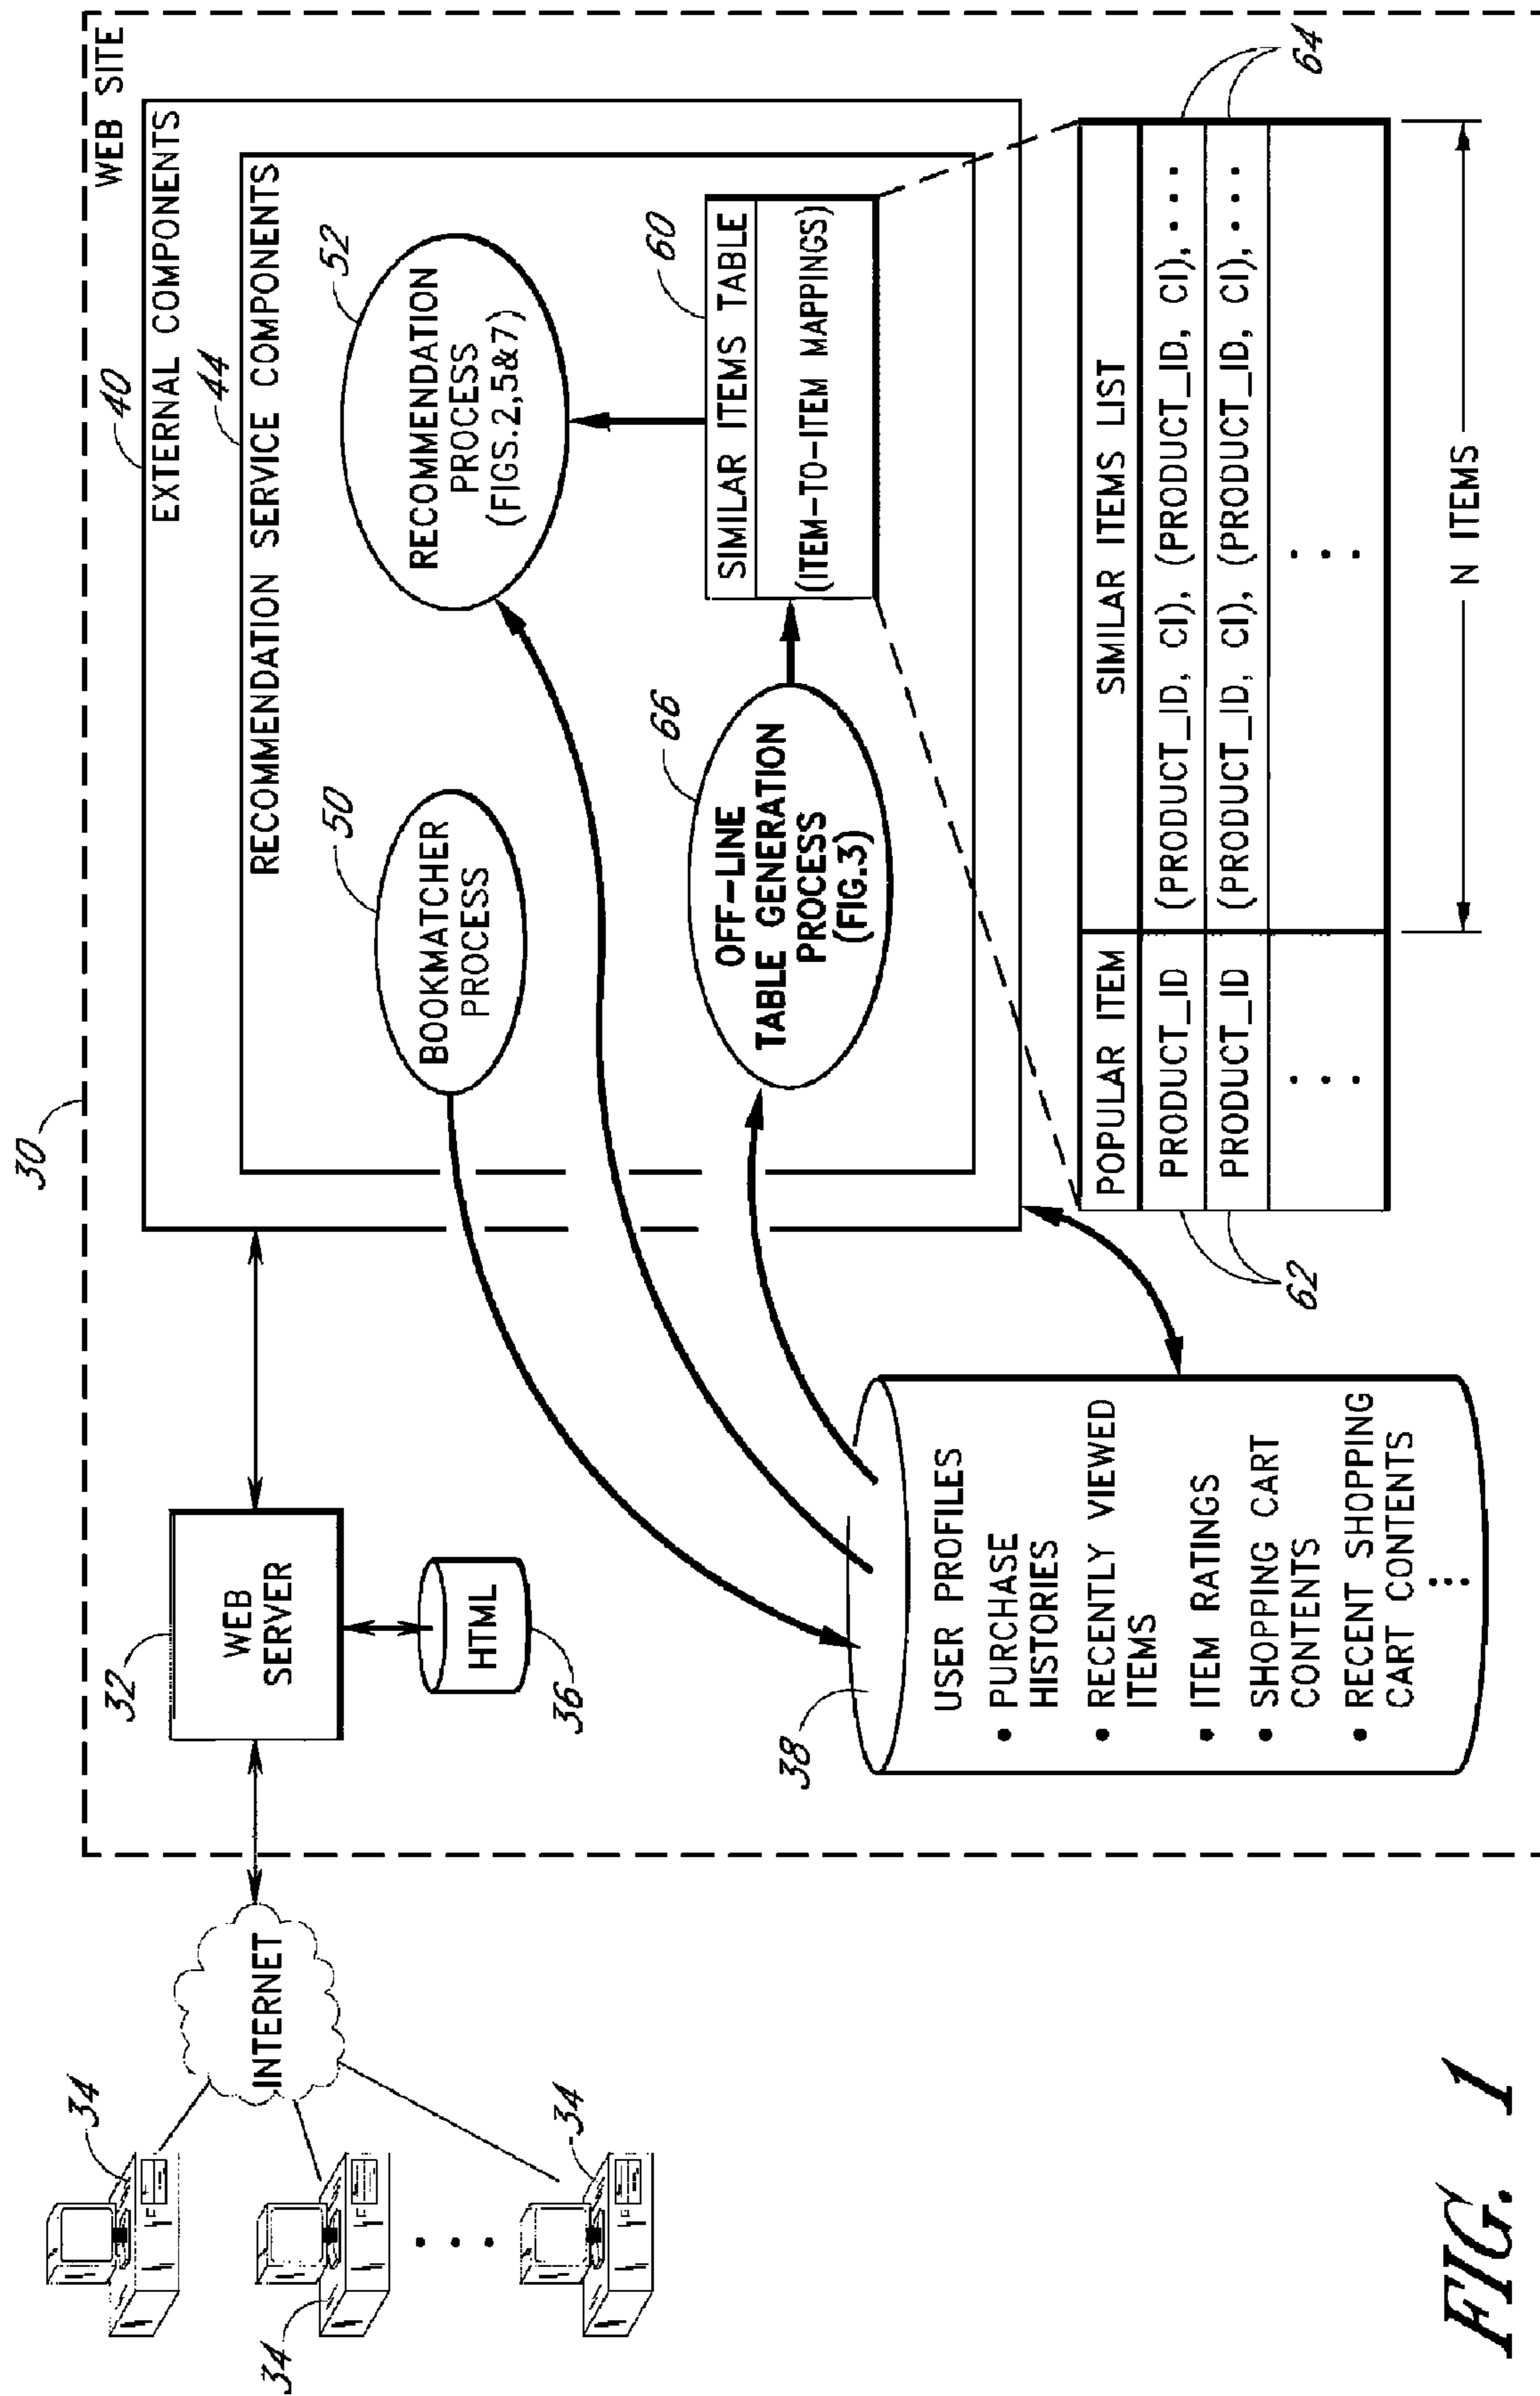 30
WEB SITE
40
EXTERNAL COMPONENTS
44
RECOMMENDATION SERVICE COMPONENTS
34
34
34
INTERNET
32
WEB
SERVER
HTML
36
50
BOOKMATCHER
PROCESS
52
RECOMMENDATION
PROCESS
(FIGS.2,5&7)
66
OFF-LINE
TABLE GENERATION
PROCESS
(FIG.3)
60
SIMILAR ITEMS TABLE
(ITEM-TO-ITEM MAPPINGS)
38
USER PROFILES
• PURCHASE
HISTORIES
• RECENTLY VIEWED
ITEMS
• ITEM RATINGS
• SHOPPING CART
CONTENTS
• RECENT SHOPPING
CART CONTENTS
POPULAR ITEM SIMILAR ITEMS LIST
PRODUCT_ID (PRODUCT_ID, CI), (PRODUCT_ID, CI), ...
PRODUCT_ID (PRODUCT_ID, CI), (PRODUCT_ID, CI), ...
... ...
62
64
N ITEMS
FIG. 1